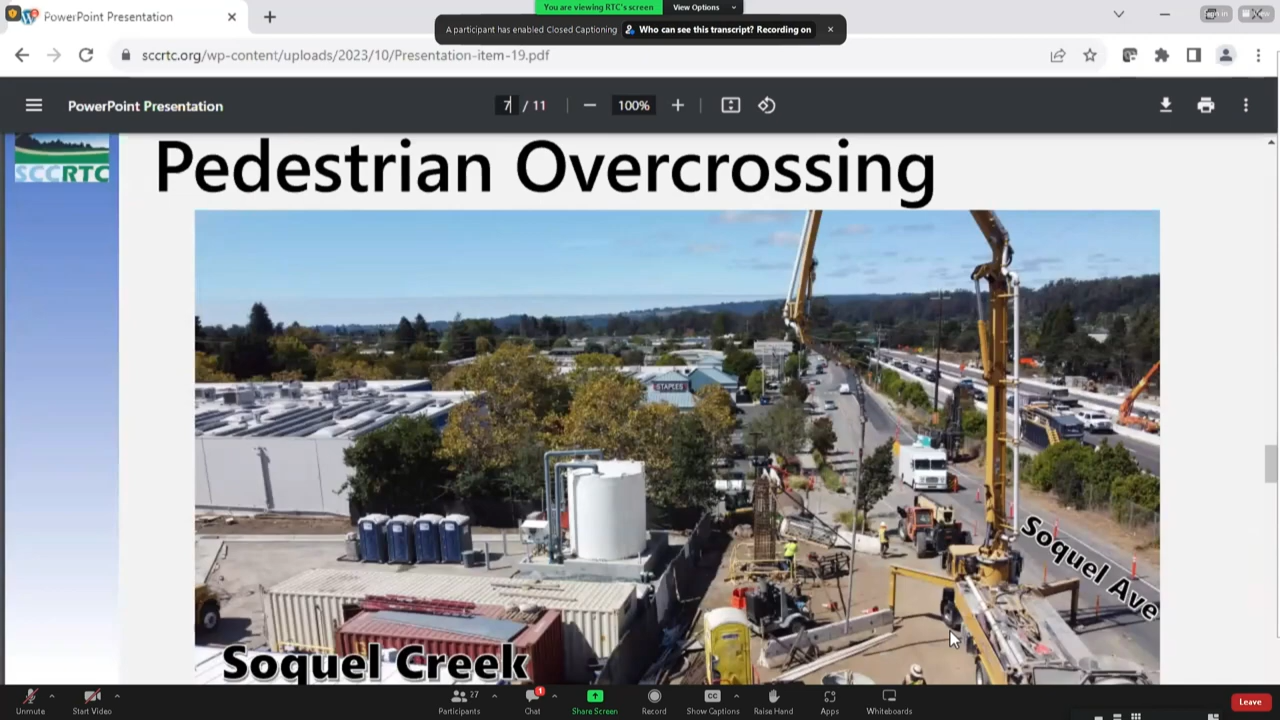 PowerPoint Presentation
You are viewing RTC's screen
View Options
A participant has enabled Closed Captioning
Who can see this transcript? Recording on
sccrtc.org/wp-content/uploads/2023/10/Presentation-item-19.pdf
PowerPoint Presentation
7 / 11
100%
SCCRTC
Pedestrian Overcrossing
STAPLES
Soquel Ave
Soquel Creek
Unmute
Start Video
27
Participants
1
Chat
Share Screen
Record
CC
Show Captions
Raise Hand
Apps
Whiteboards
Leave